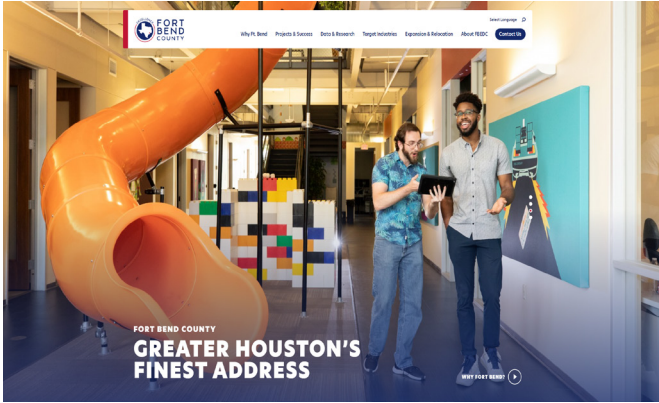 FORT
BEND
COUNTY
Select Language
Why Ft. Bend Projects & Success Data & Research Target Industries Expansion & Relocation About FBEDC Contact Us
FORT BEND COUNTY
GREATER HOUSTON'S
FINEST ADDRESS
WHY FORT BEND?